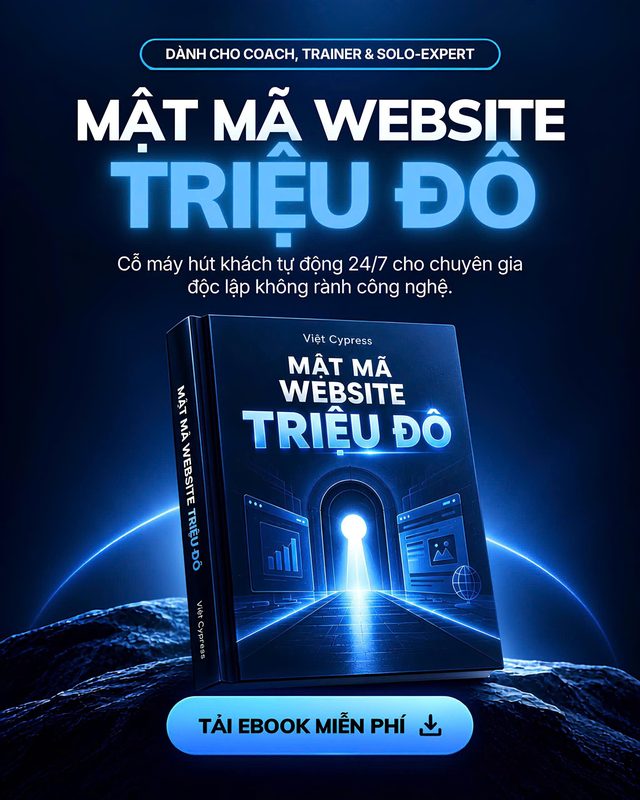 DÀNH CHO COACH, TRAINER & SOLO-EXPERT
MẬT MÃ WEBSITE
TRIỆU ĐÔ
Cỗ máy hút khách tự động 24/7 cho chuyên gia
độc lập không rành công nghệ.
Việt Cypress
MẬT MÃ
WEBSITE
TRIỆU ĐÔ
MẬT MÃ WEBSITE TRIỆU ĐÔ
Việt Cypress
TẢI EBOOK MIỄN PHÍ